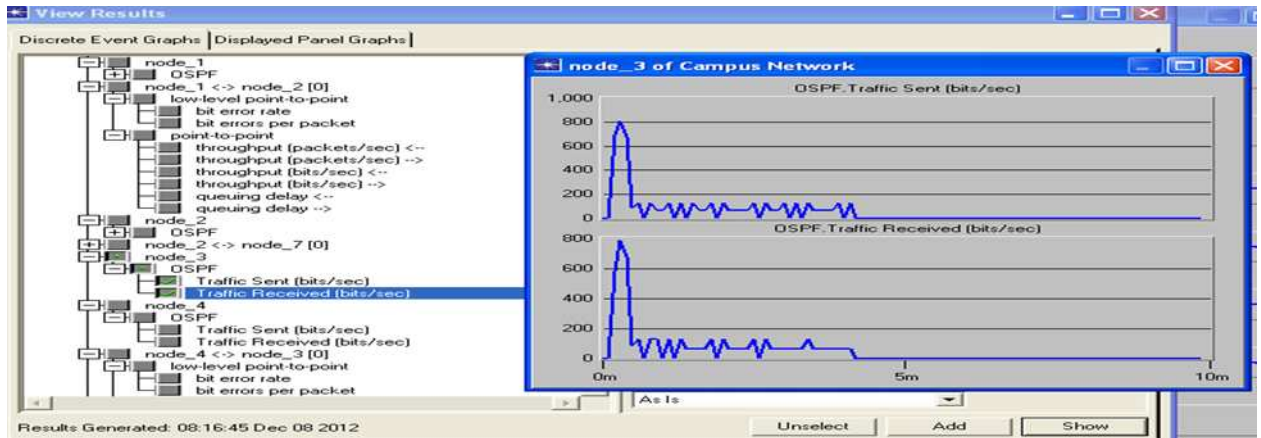 View Results
Discrete Event Graphs Displayed Panel Graphs
node_1
OSPF
node_1 <-> node_2 [0]
low-level point-to-point
bit error rate
bit errors per packet
point-to-point
throughput (packets/sec) <--
throughput (packets/sec) -->
throughput (bits/sec) <--
throughput (bits/sec) -->
queuing delay <--
queuing delay -->
node_2
OSPF
node_2 <-> node_7 [0]
node_3
OSPF
Traffic Sent (bits/sec)
Traffic Received (bits/sec)
node_4
OSPF
Traffic Sent (bits/sec)
Traffic Received (bits/sec)
node_4 <-> node_3 [0]
low-level point-to-point
bit error rate
bit errors per packet
node_3 of Campus Network
OSPF.Traffic Sent (bits/sec)
1,000
800
600
400
200
0
OSPF.Traffic Received (bits/sec)
800
600
400
200
0
0m 5m 10m
As Is
Results Generated: 08:16:45 Dec 08 2012
Unselect Add Show